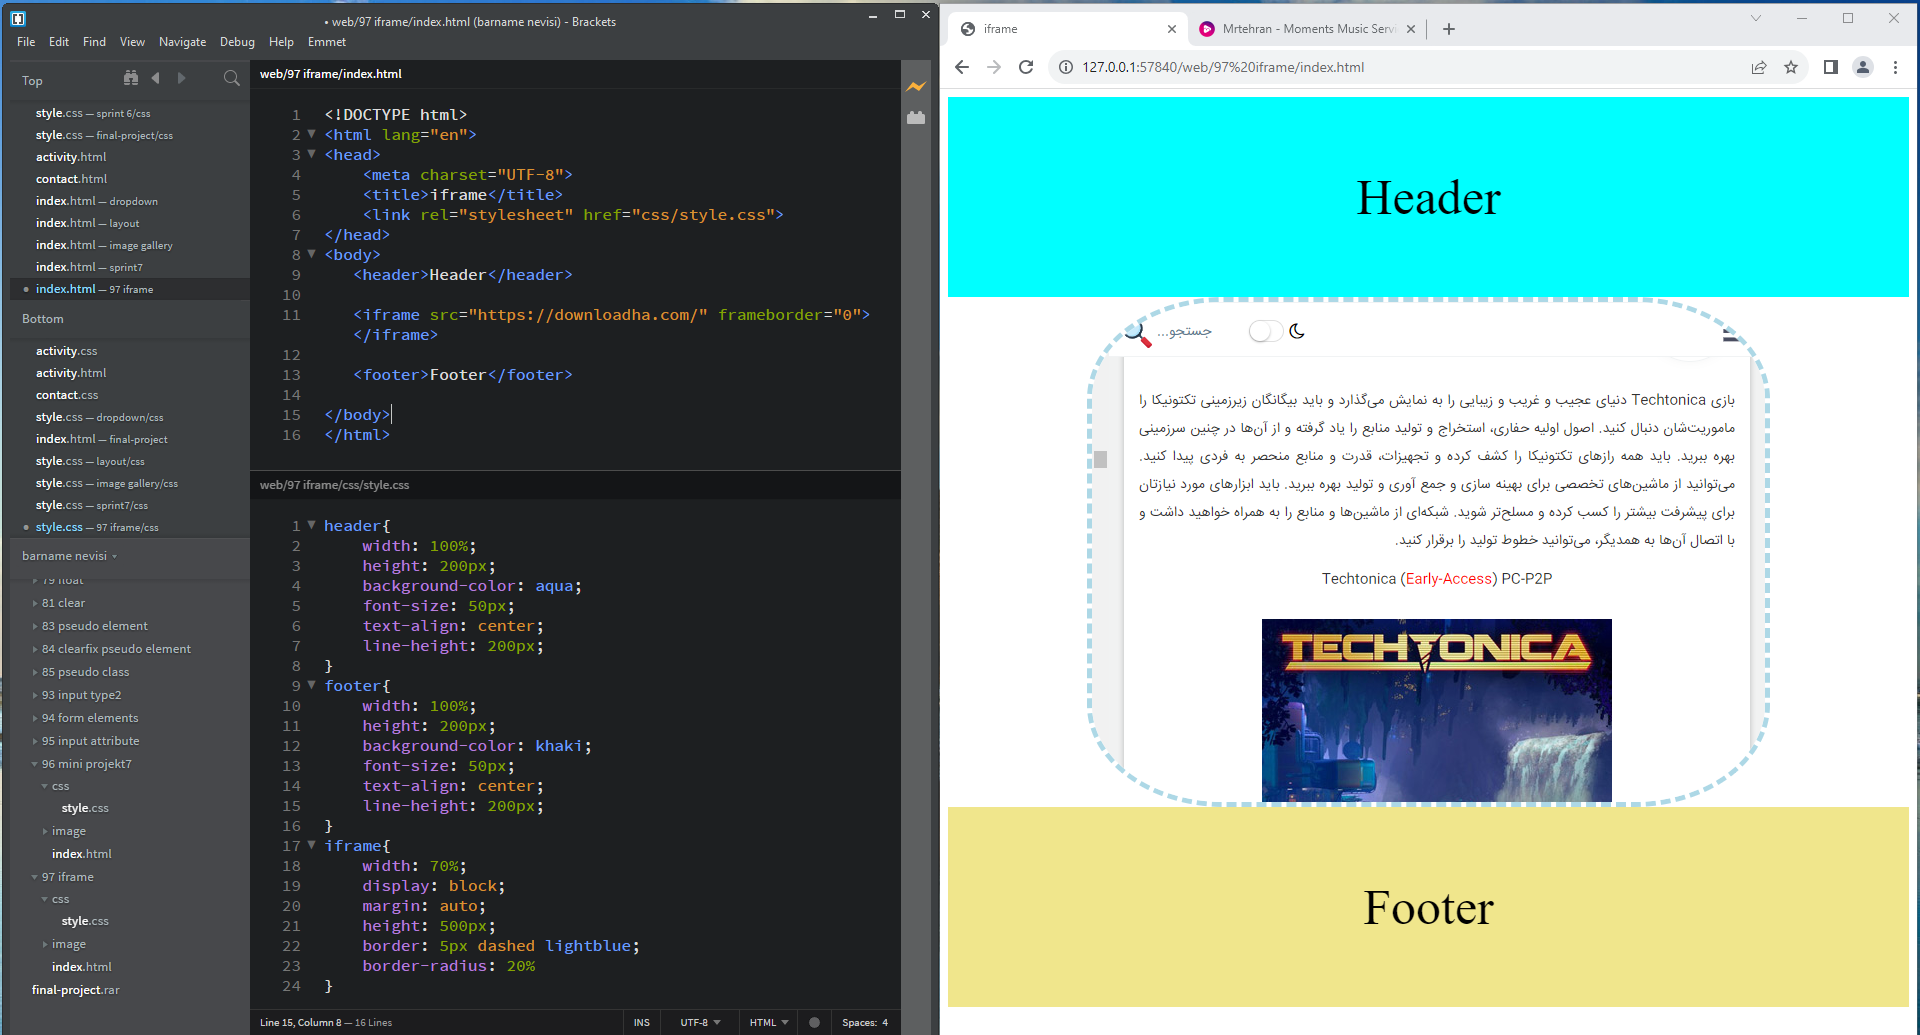 • web/97 iframe/index.html (barname nevisi) - Brackets
File Edit Find View Navigate Debug Help Emmet
Top
style.css — sprint 6/css
style.css — final-project/css
activity.html
contact.html
index.html — dropdown
index.html — layout
index.html — image gallery
index.html — sprint7
index.html — 97 iframe
Bottom
activity.css
activity.html
contact.css
style.css — dropdown/css
index.html — final-project
style.css — layout/css
style.css — image gallery/css
style.css — sprint7/css
style.css — 97 iframe/css
barname nevisi
79 float
81 clear
83 pseudo element
84 clearfix pseudo element
85 pseudo class
93 input type2
94 form elements
95 input attribute
96 mini projekt7
css
style.css
image
index.html
97 iframe
css
style.css
image
index.html
final-project.rar
web/97 iframe/index.html
1 <!DOCTYPE html>
2 <html lang="en">
3 <head>
4 <meta charset="UTF-8">
5 <title>iframe</title>
6 <link rel="stylesheet" href="css/style.css">
7 </head>
8 <body>
9 <header>Header</header>
10
11 <iframe src="https://downloadha.com/" frameborder="0">
</iframe>
12
13 <footer>Footer</footer>
14
15 </body>
16 </html>
web/97 iframe/css/style.css
1 header{
2 width: 100%;
3 height: 200px;
4 background-color: aqua;
5 font-size: 50px;
6 text-align: center;
7 line-height: 200px;
8 }
9 footer{
10 width: 100%;
11 height: 200px;
12 background-color: khaki;
13 font-size: 50px;
14 text-align: center;
15 line-height: 200px;
16 }
17 iframe{
18 width: 70%;
19 display: block;
20 margin: auto;
21 height: 500px;
22 border: 5px dashed lightblue;
23 border-radius: 20%
24 }
Line 15, Column 8 — 16 Lines
INS UTF-8 HTML Spaces: 4
iframe
Mrtehran - Moments Music Servi
127.0.0.1:57840/web/97%20iframe/index.html
Header
جستجو...
بازی Techtonica دنیای عجیب و غریب و زیبایی را به نمایش می‌گذارد و باید بیگانگان زیرزمینی تکتونیکا را
ماموریت‌شان دنبال کنید. اصول اولیه حفاری، استخراج و تولید منابع را یاد گرفته و از آن‌ها در چنین سرزمینی
بهره ببرید. باید همه رازهای تکتونیکا را کشف کرده و تجهیزات، قدرت و منابع منحصر به فردی پیدا کنید.
می‌توانید از ماشین‌های تخصصی برای بهینه سازی و جمع آوری و تولید بهره ببرید. باید ابزارهای مورد نیازتان
برای پیشرفت بیشتر را کسب کرده و مسلح‌تر شوید. شبکه‌ای از ماشین‌ها و منابع را به همراه خواهید داشت و
با اتصال آن‌ها به همدیگر، می‌توانید خطوط تولید را برقرار کنید.
Techtonica (Early-Access) PC-P2P
TECHTONICA
Footer